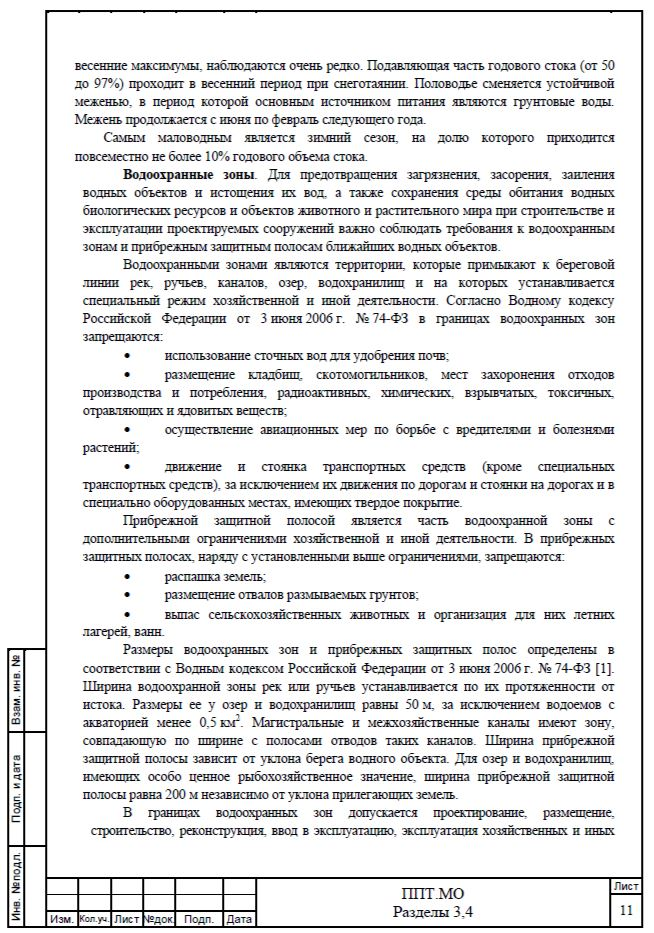 весенние максимумы, наблюдаются очень редко. Подавляющая часть годового стока (от 50
до 97%) проходит в весенний период при снеготаянии. Половодье сменяется устойчивой
меженью, в период которой основным источником питания являются грунтовые воды.
Межень продолжается с июня по февраль следующего года.
Самым маловодным является зимний сезон, на долю которого приходится
повсеместно не более 10% годового объема стока.
Водоохранные зоны. Для предотвращения загрязнения, засорения, заиления
водных объектов и истощения их вод, а также сохранения среды обитания водных
биологических ресурсов и объектов животного и растительного мира при строительстве и
эксплуатации проектируемых сооружений важно соблюдать требования к водоохранным
зонам и прибрежным защитным полосам ближайших водных объектов.
Водоохранными зонами являются территории, которые примыкают к береговой
линии рек, ручьев, каналов, озер, водохранилищ и на которых устанавливается
специальный режим хозяйственной и иной деятельности. Согласно Водному кодексу
Российской Федерации от 3 июня 2006 г. № 74-ФЗ в границах водоохранных зон
запрещаются:
• использование сточных вод для удобрения почв;
• размещение кладбищ, скотомогильников, мест захоронения отходов
производства и потребления, радиоактивных, химических, взрывчатых, токсичных,
отравляющих и ядовитых веществ;
• осуществление авиационных мер по борьбе с вредителями и болезнями
растений;
• движение и стоянка транспортных средств (кроме специальных
транспортных средств), за исключением их движения по дорогам и стоянки на дорогах и в
специально оборудованных местах, имеющих твердое покрытие.
Прибрежной защитной полосой является часть водоохранной зоны с
дополнительными ограничениями хозяйственной и иной деятельности. В прибрежных
защитных полосах, наряду с установленными выше ограничениями, запрещаются:
• распашка земель;
• размещение отвалов размываемых грунтов;
• выпас сельскохозяйственных животных и организация для них летних
лагерей, ванн.
Размеры водоохранных зон и прибрежных защитных полос определены в
соответствии с Водным кодексом Российской Федерации от 3 июня 2006 г. № 74-ФЗ [1].
Ширина водоохранной зоны рек или ручьев устанавливается по их протяженности от
истока. Размеры ее у озер и водохранилищ равны 50 м, за исключением водоемов с
акваторией менее 0,5 км². Магистральные и межхозяйственные каналы имеют зону,
совпадающую по ширине с полосами отводов таких каналов. Ширина прибрежной
защитной полосы зависит от уклона берега водного объекта. Для озер и водохранилищ,
имеющих особо ценное рыбохозяйственное значение, ширина прибрежной защитной
полосы равна 200 м независимо от уклона прилегающих земель.
В границах водоохранных зон допускается проектирование, размещение,
строительство, реконструкция, ввод в эксплуатацию, эксплуатация хозяйственных и иных
Взам. инв. №
Подп. и дата
Инв. №подл.
Изм. Кол.уч. Лист №док. Подп. Дата
ППТ.МО
Разделы 3,4
Лист
11